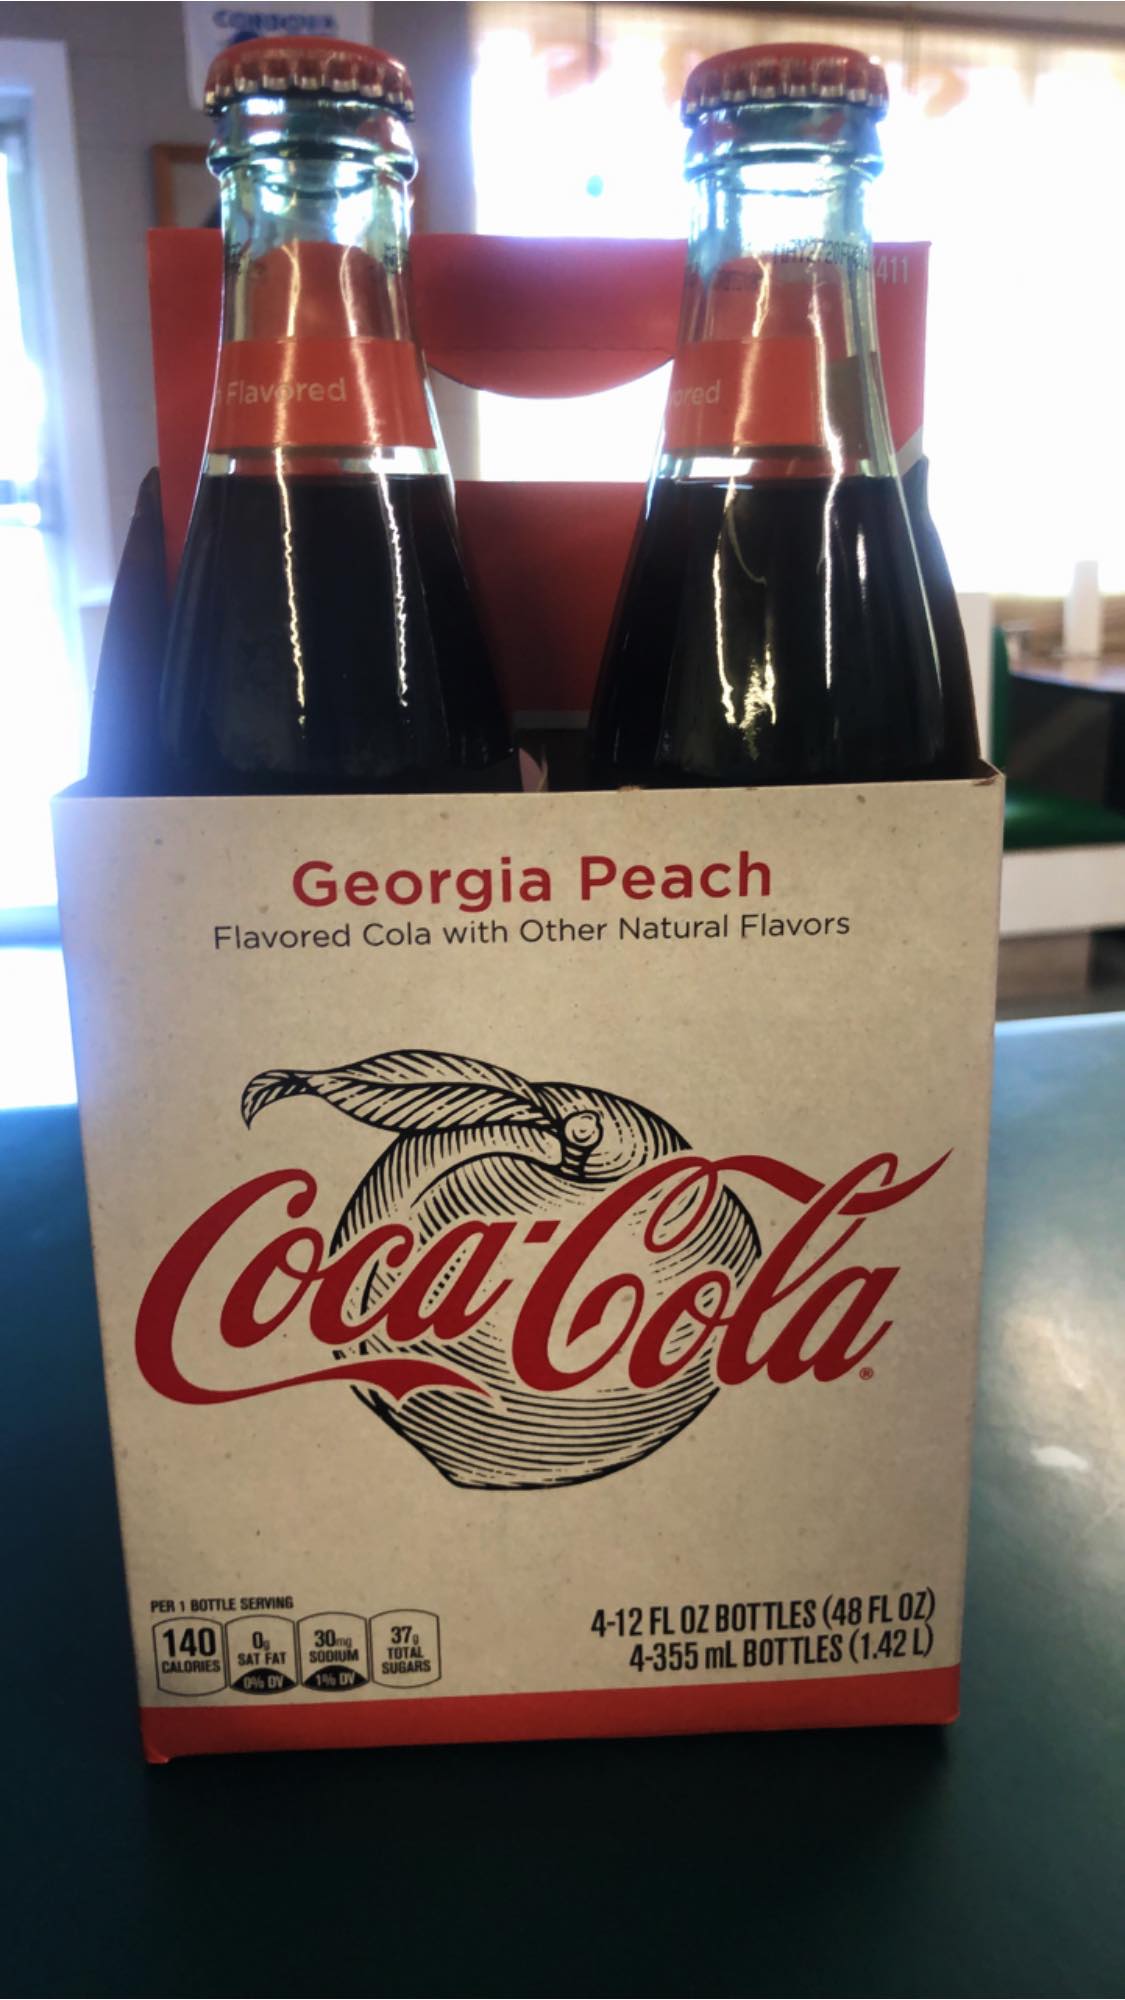 Flavored
ored
411
Georgia Peach
Flavored Cola with Other Natural Flavors
Coca-Cola®
PER 1 BOTTLE SERVING
140 CALORIES
0g SAT FAT 0% DV
30mg SODIUM 1% DV
37g TOTAL SUGARS
4-12 FL OZ BOTTLES (48 FL OZ)
4-355 mL BOTTLES (1.42 L)